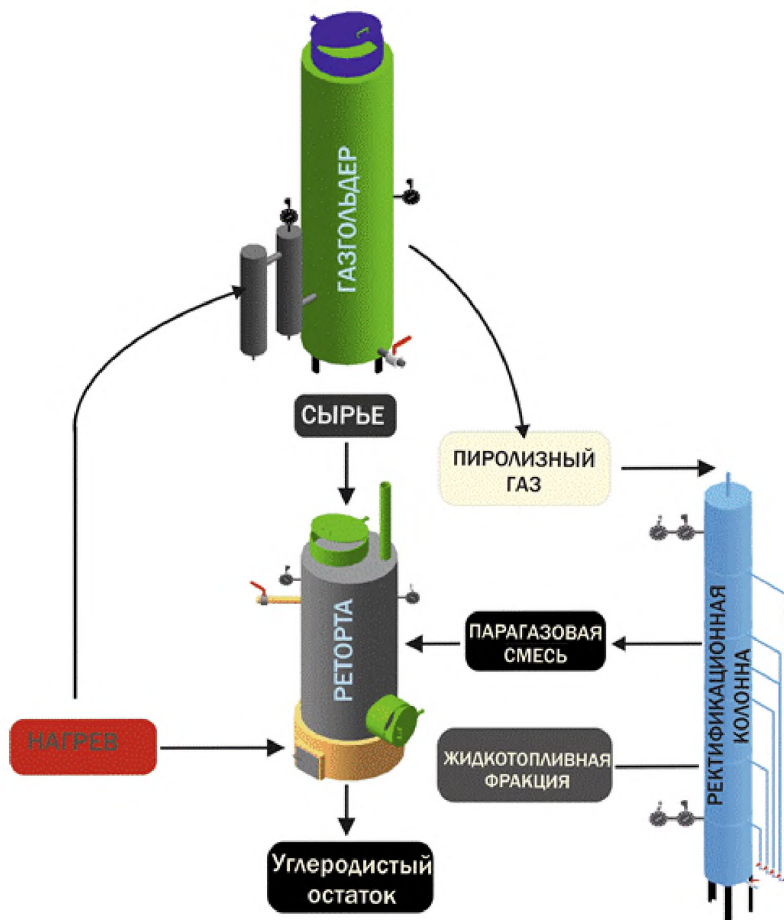 ГАЗГОЛЬДЕР
СЫРЬЕ
ПИРОЛИЗНЫЙ
ГАЗ
РЕТОРТА
ПАРАГАЗОВАЯ
СМЕСЬ
РЕКТИФИКАЦИОННАЯ
КОЛОННА
НАГРЕВ
ЖИДКОТОПЛИВНАЯ
ФРАКЦИЯ
Углеродистый
остаток